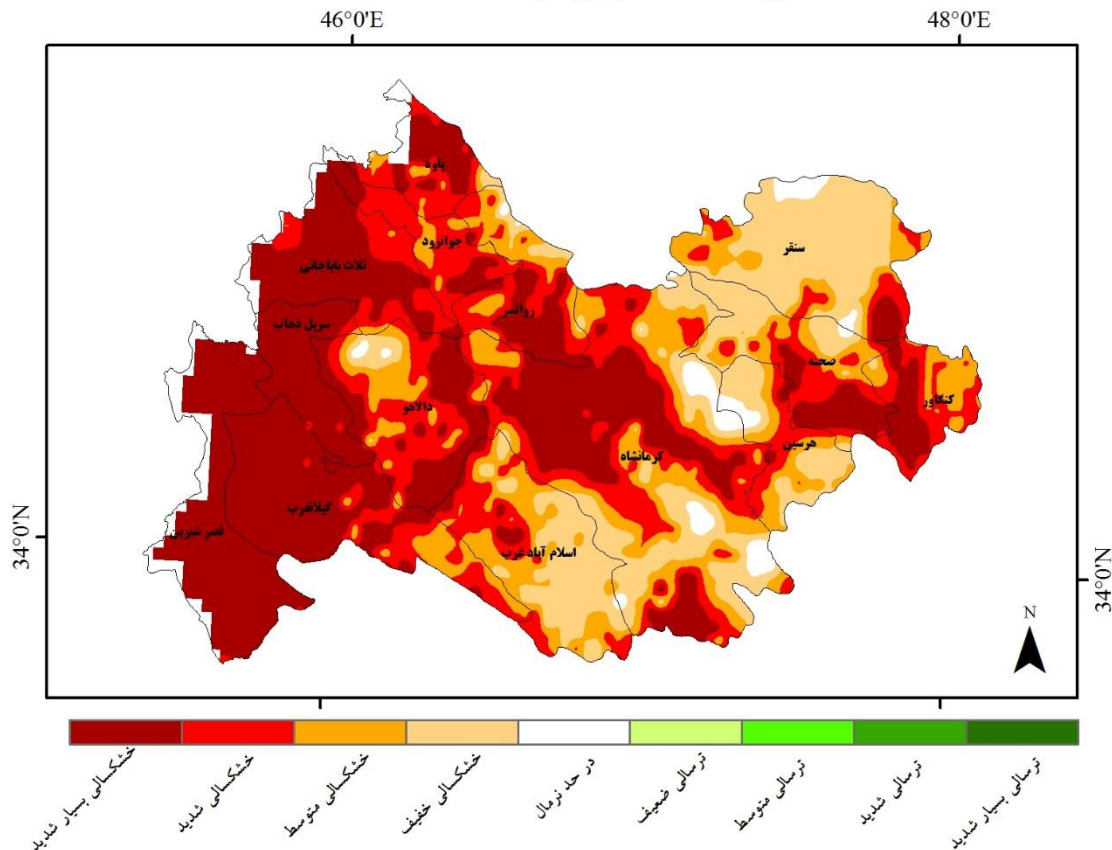 46°0'E
48°0'E
پاوه
جوانرود
سنقر
ثلاث باباجانی
روانسر
سرپل ذهاب
صحنه
دالاهو
کنگاور
هرسین
کرمانشاه
گیلانغرب
قصر شیرین
اسلام آباد غرب
34°0'N
34°0'N
N
خشکسالی بسیار شدید
خشکسالی شدید
خشکسالی متوسط
خشکسالی خفیف
در حد نرمال
ترسالی ضعیف
ترسالی متوسط
ترسالی شدید
ترسالی بسیار شدید